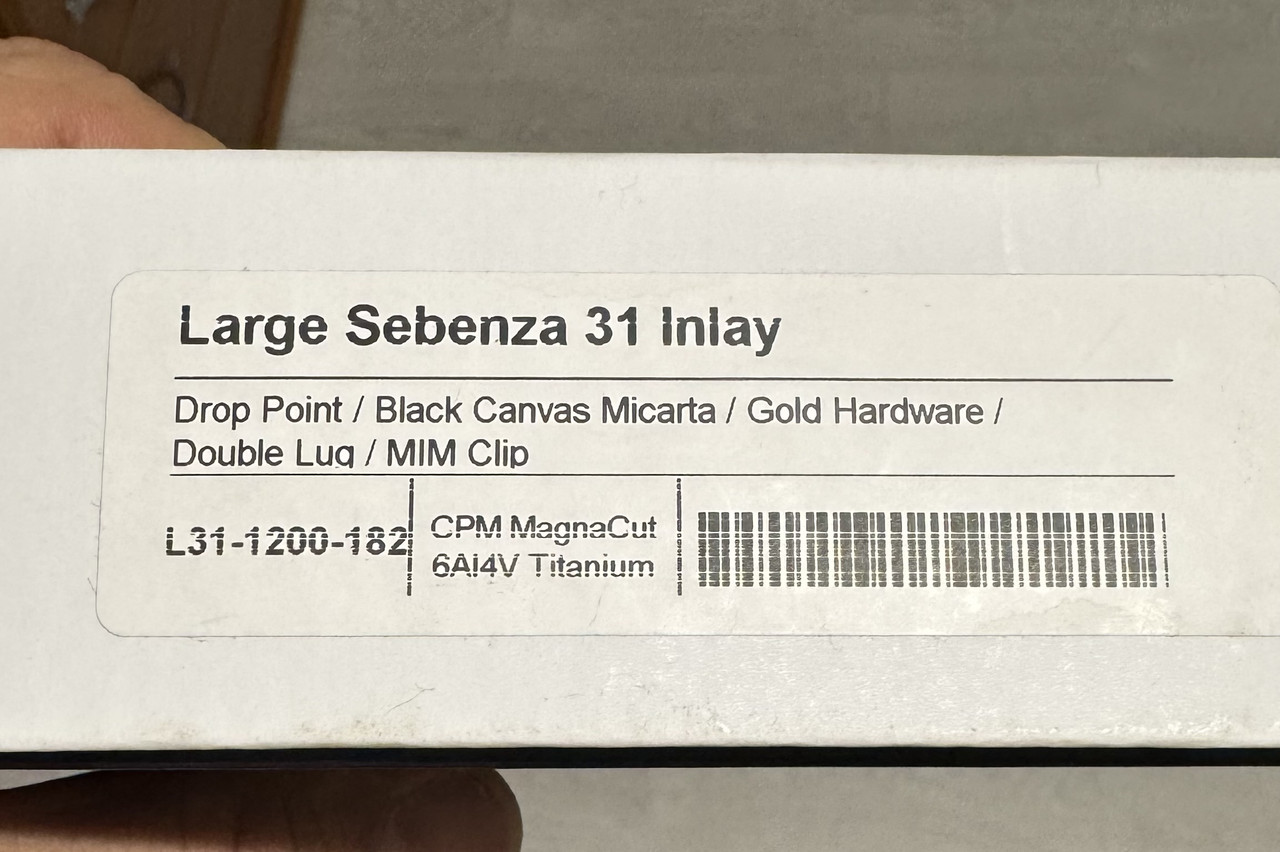 Large Sebenza 31 Inlay
Drop Point / Black Canvas Micarta / Gold Hardware /
Double Lug / MIM Clip
L31-1200-182
CPM MagnaCut
6Al4V Titanium